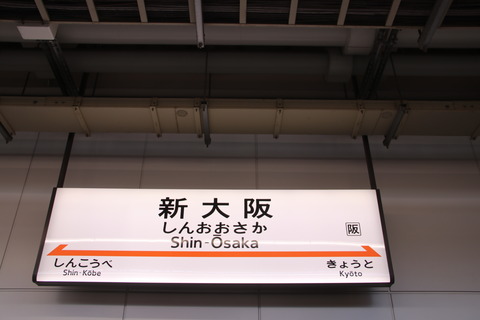 新大阪
しんおおさか
Shin-Ōsaka
阪
しんこうべ
Shin-Kōbe
きょうと
Kyōto